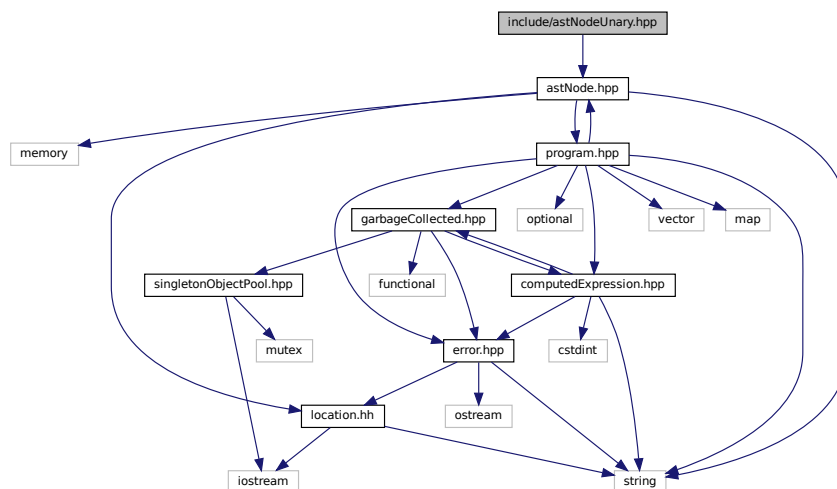 include/astNodeUnary.hpp
astNode.hpp
memory
program.hpp
garbageCollected.hpp
optional
vector
map
singletonObjectPool.hpp
functional
computedExpression.hpp
mutex
error.hpp
cstdint
location.hh
ostream
iostream
string